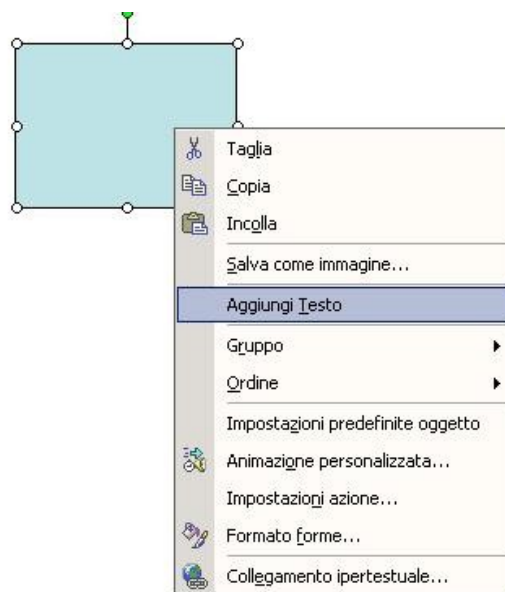 Taglia
Copia
Incolla
Salva come immagine...
Aggiungi Testo
Gruppo
Ordine
Impostazioni predefinite oggetto
Animazione personalizzata...
Impostazioni azione...
Formato forme...
Collegamento ipertestuale...